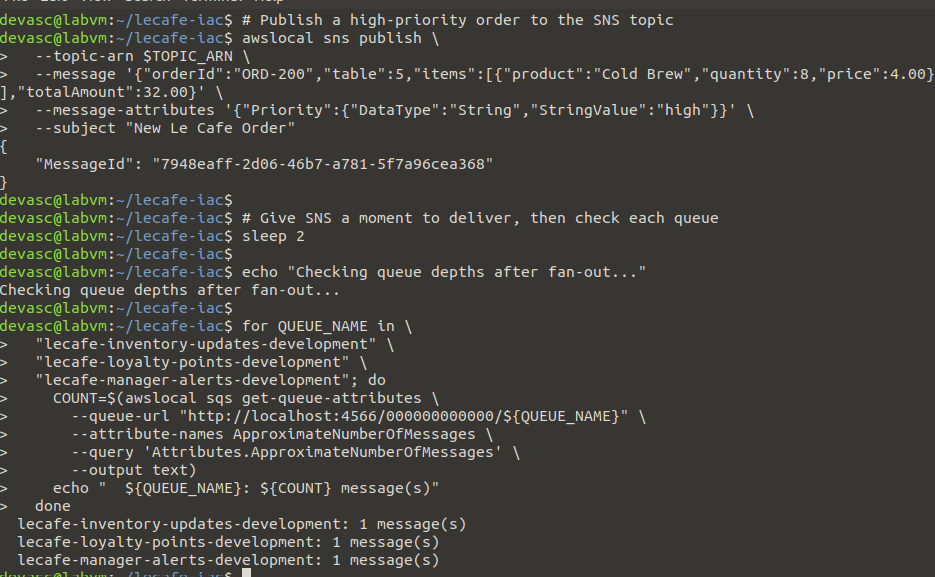 devasc@labvm:~/lecafe-iac$ # Publish a high-priority order to the SNS topic
devasc@labvm:~/lecafe-iac$ awslocal sns publish \
>   --topic-arn $TOPIC_ARN \
>   --message '{"orderId":"ORD-200","table":5,"items":[{"product":"Cold Brew","quantity":8,"price":4.00}
],"totalAmount":32.00}' \
>   --message-attributes '{"Priority":{"DataType":"String","StringValue":"high"}}' \
>   --subject "New Le Cafe Order"
{
    "MessageId": "7948eaff-2d06-46b7-a781-5f7a96cea368"
}
devasc@labvm:~/lecafe-iac$
devasc@labvm:~/lecafe-iac$ # Give SNS a moment to deliver, then check each queue
devasc@labvm:~/lecafe-iac$ sleep 2
devasc@labvm:~/lecafe-iac$
devasc@labvm:~/lecafe-iac$ echo "Checking queue depths after fan-out..."
Checking queue depths after fan-out...
devasc@labvm:~/lecafe-iac$
devasc@labvm:~/lecafe-iac$ for QUEUE_NAME in \
>   "lecafe-inventory-updates-development" \
>   "lecafe-loyalty-points-development" \
>   "lecafe-manager-alerts-development"; do
>     COUNT=$(awslocal sqs get-queue-attributes \
>       --queue-url "http://localhost:4566/000000000000/${QUEUE_NAME}" \
>       --attribute-names ApproximateNumberOfMessages \
>       --query 'Attributes.ApproximateNumberOfMessages' \
>       --output text)
>     echo "  ${QUEUE_NAME}: ${COUNT} message(s)"
>   done
  lecafe-inventory-updates-development: 1 message(s)
  lecafe-loyalty-points-development: 1 message(s)
  lecafe-manager-alerts-development: 1 message(s)
devasc@labvm:~/lecafe-iac$